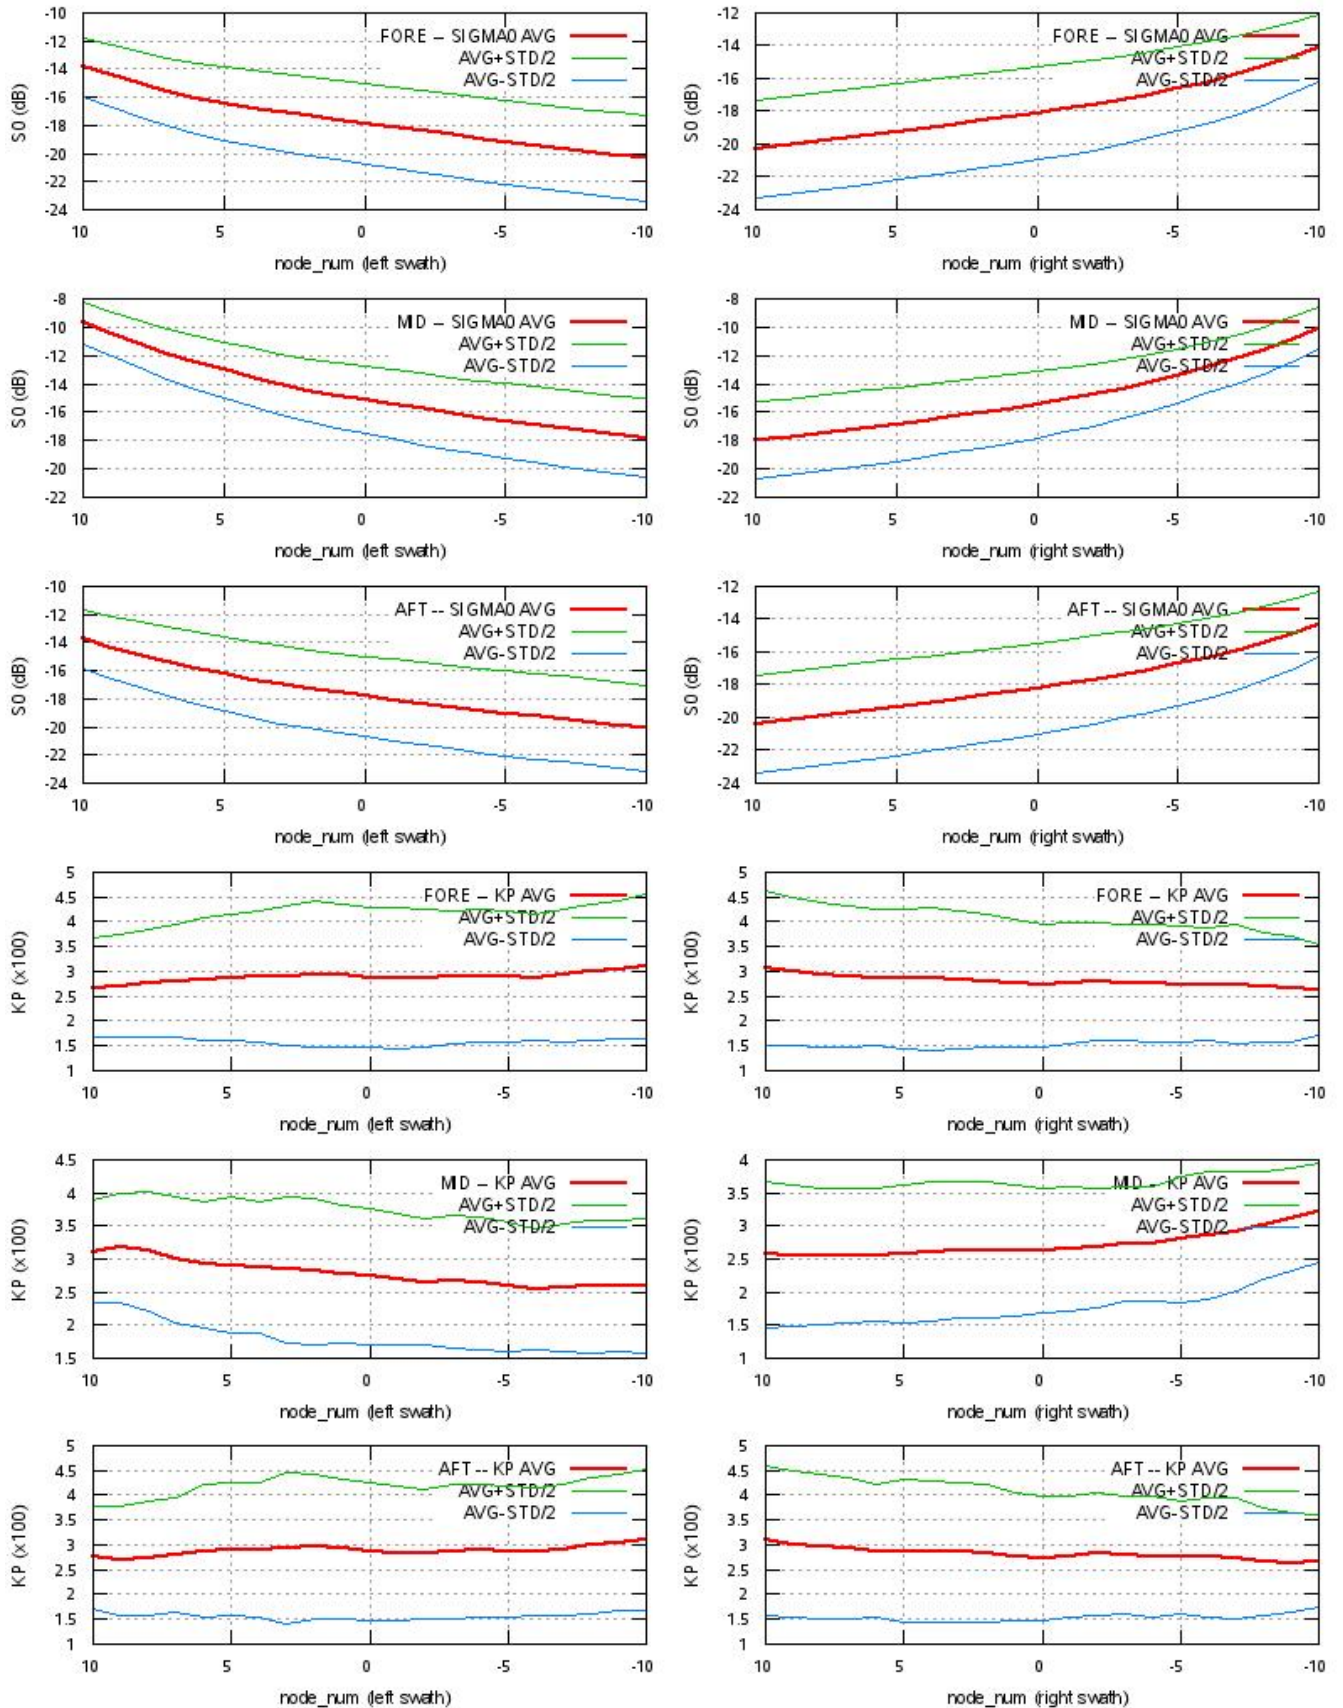 -10
-12
-14
-16
-18
-20
-22
-24
S0 (dB)
FORE – SIGMA0 AVG
AVG+STD/2
AVG-STD/2
10 5 0 -5 -10
node_num (left swath)
-12
-14
-16
-18
-20
-22
-24
S0 (dB)
FORE – SIGMA0 AVG
AVG+STD/2
AVG-STD/2
10 5 0 -5 -10
node_num (right swath)
-8
-10
-12
-14
-16
-18
-20
-22
S0 (dB)
MID – SIGMA0 AVG
AVG+STD/2
AVG-STD/2
10 5 0 -5 -10
node_num (left swath)
-8
-10
-12
-14
-16
-18
-20
-22
S0 (dB)
MID – SIGMA0 AVG
AVG+STD/2
AVG-STD/2
10 5 0 -5 -10
node_num (right swath)
-10
-12
-14
-16
-18
-20
-22
-24
S0 (dB)
AFT -- SIGMA0 AVG
AVG+STD/2
AVG-STD/2
10 5 0 -5 -10
node_num (left swath)
-12
-14
-16
-18
-20
-22
-24
S0 (dB)
AFT -- SIGMA0 AVG
AVG+STD/2
AVG-STD/2
10 5 0 -5 -10
node_num (right swath)
5
4.5
4
3.5
3
2.5
2
1.5
1
KP (x100)
FORE – KP AVG
AVG+STD/2
AVG-STD/2
10 5 0 -5 -10
node_num (left swath)
5
4.5
4
3.5
3
2.5
2
1.5
1
KP (x100)
FORE – KP AVG
AVG+STD/2
AVG-STD/2
10 5 0 -5 -10
node_num (right swath)
4.5
4
3.5
3
2.5
2
1.5
KP (x100)
MID – KP AVG
AVG+STD/2
AVG-STD/2
10 5 0 -5 -10
node_num (left swath)
4
3.5
3
2.5
2
1.5
1
KP (x100)
MID – KP AVG
AVG+STD/2
AVG-STD/2
10 5 0 -5 -10
node_num (right swath)
5
4.5
4
3.5
3
2.5
2
1.5
1
KP (x100)
AFT -- KP AVG
AVG+STD/2
AVG-STD/2
10 5 0 -5 -10
node_num (left swath)
5
4.5
4
3.5
3
2.5
2
1.5
1
KP (x100)
AFT -- KP AVG
AVG+STD/2
AVG-STD/2
10 5 0 -5 -10
node_num (right swath)